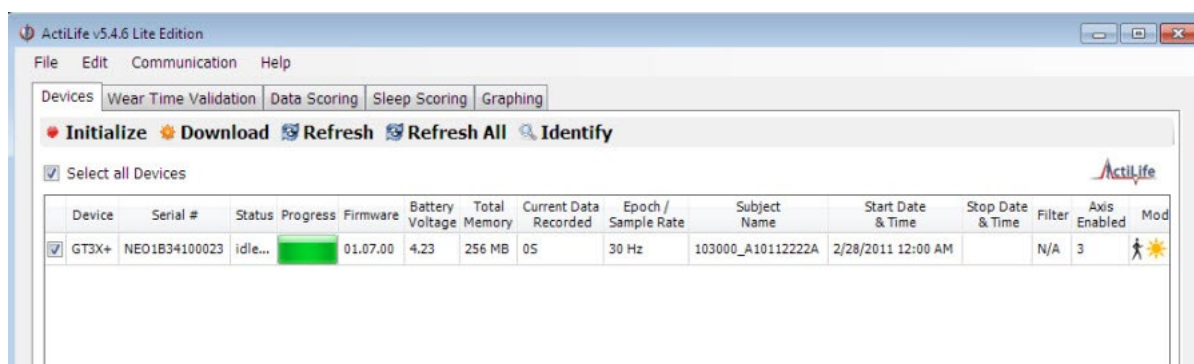 ActiLife v5.4.6 Lite Edition
File Edit Communication Help
Devices Wear Time Validation Data Scoring Sleep Scoring Graphing
Initialize Download Refresh Refresh All Identify
Select all Devices
ActiLife
Device Serial # Status Progress Firmware Battery Voltage Total Memory Current Data Recorded Epoch / Sample Rate Subject Name Start Date & Time Stop Date & Time Filter Axis Enabled Mod
GT3X+ NEO1B34100023 idle... 01.07.00 4.23 256 MB 0S 30 Hz 103000_A10112222A 2/28/2011 12:00 AM N/A 3